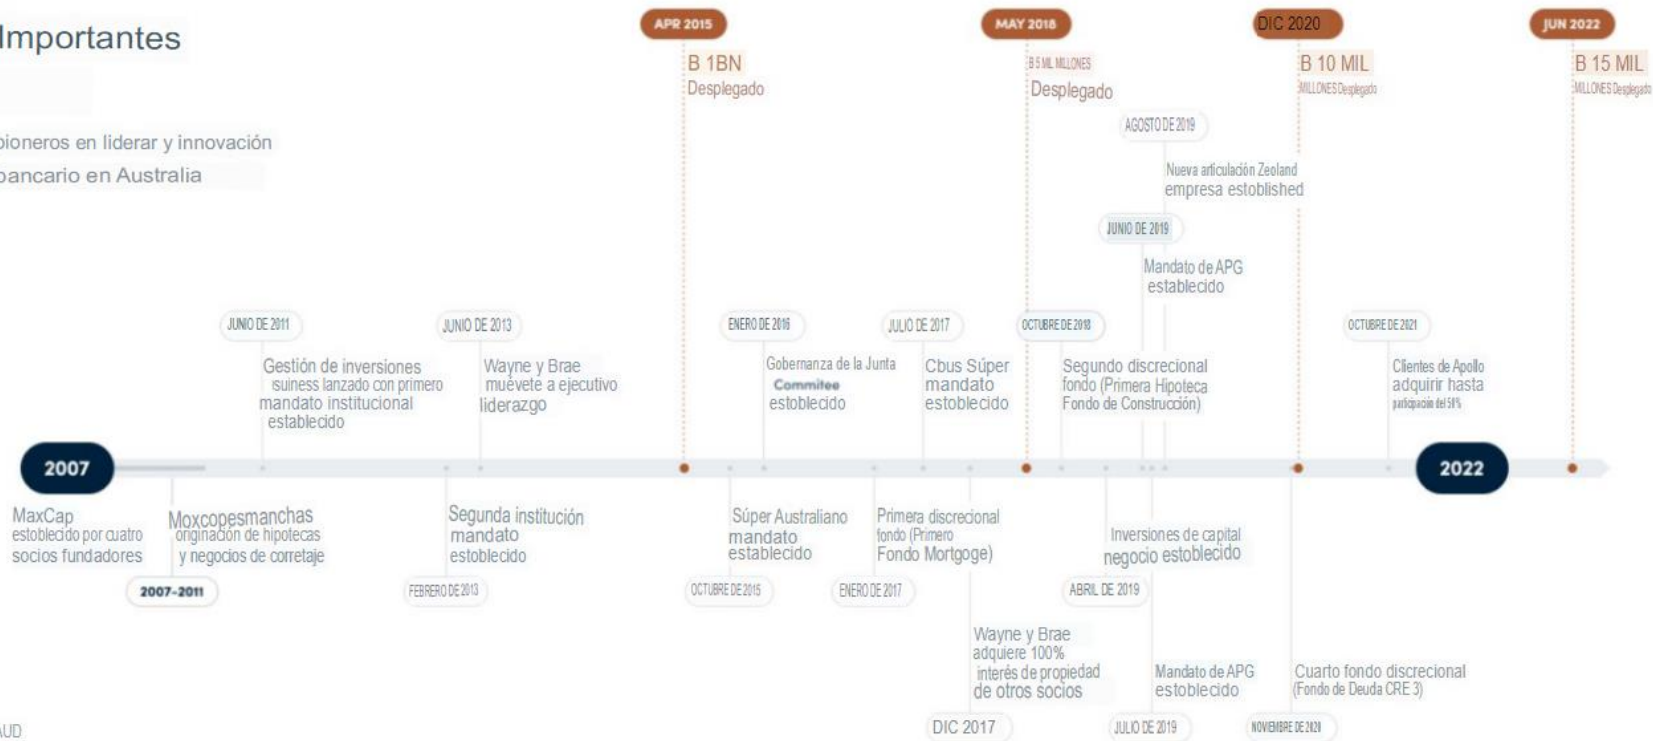 Importantes
pioneros en liderar y innovación
bancario en Australia
APR 2015
B 1BN
Desplegado
MAY 2018
B 5 MIL MILLONES
Desplegado
DIC 2020
B 10 MIL
MILLONES Desplegado
JUN 2022
B 15 MIL
MILLONES Desplegado
AGOSTO DE 2019
Nueva articulación Zeoland
empresa estoblished
JUNIO DE 2019
Mandato de APG
establecido
JUNIO DE 2011
Gestión de inversiones
isuiness lanzado con primero
mandato institucional
establecido
JUNIO DE 2013
Wayne y Brae
muévete a ejecutivo
liderazgo
ENERO DE 2016
Gobernanza de la Junta
Commitee
estoblecido
JULIO DE 2017
Cbus Súper
mandato
estoblecido
OCTUBRE DE 2018
Segundo discrecional
fondo (Primera Hipoteca
Fondo de Construcción)
OCTUBRE DE 2021
Clientes de Apollo
adquirir hasta
participación del 50%
2007
2022
MaxCap
estoblecido por cuatro
socios fundadores
Moxcopesmanchas
originación de hipotecas
y negocios de corretaje
2007-2011
Segunda institución
mandato
establecido
FEBRERO DE 2013
Súper Australiano
mandato
establecido
OCTUBRE DE 2015
Primera discrecional
fondo (Primero
Fondo Mortgoge)
ENERO DE 2017
Inversiones de capital
negocio establecido
ABRIL DE 2019
Wayne y Brae
adquiere 100%
interés de propiedad
de otros socios
DIC 2017
Mandato de APG
estoblecido
JULIO DE 2019
Cuarto fondo discrecional
(Fondo de Deuda CRE 3)
NOVIEMBRE DE 2020
AUD